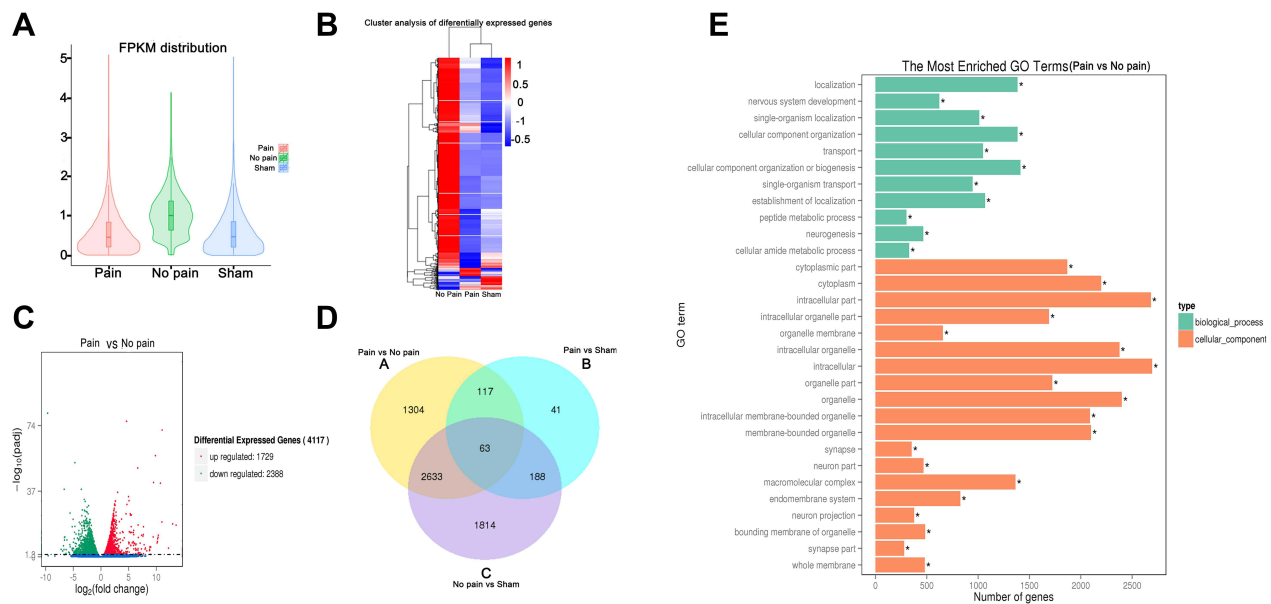 A
FPKM distribution
5
4
3
2
1
0
Pain
No pain
Sham
Pain
No pain
Sham
B
Cluster analysis of diferentially expressed genes
1
0.5
0
-1
-0.5
No Pain
Pain
Sham
C
Pain vs No pain
-log10(padj)
74
37
1.3
0
-10
-5
0
5
10
log2(fold change)
Differential Expressed Genes ( 4117 )
up regulated: 1729
down regulated: 2388
D
Pain vs No pain
A
Pain vs Sham
B
1304
117
41
63
2633
188
1814
C
No pain vs Sham
E
The Most Enriched GO Terms(Pain vs No pain)
GO term
localization *
nervous system development *
single-organism localization *
cellular component organization *
transport *
cellular component organization or biogenesis *
single-organism transport *
establishment of localization *
peptide metabolic process *
neurogenesis *
cellular amide metabolic process *
cytoplasmic part *
cytoplasm *
intracellular part *
intracellular organelle part *
organelle membrane *
intracellular organelle *
intracellular *
organelle part *
organelle *
intracellular membrane-bounded organelle *
membrane-bounded organelle *
synapse *
neuron part *
macromolecular complex *
endomembrane system *
neuron projection *
bounding membrane of organelle *
synapse part *
whole membrane *
0
500
1000
1500
2000
2500
Number of genes
type
biological_process
cellular_component